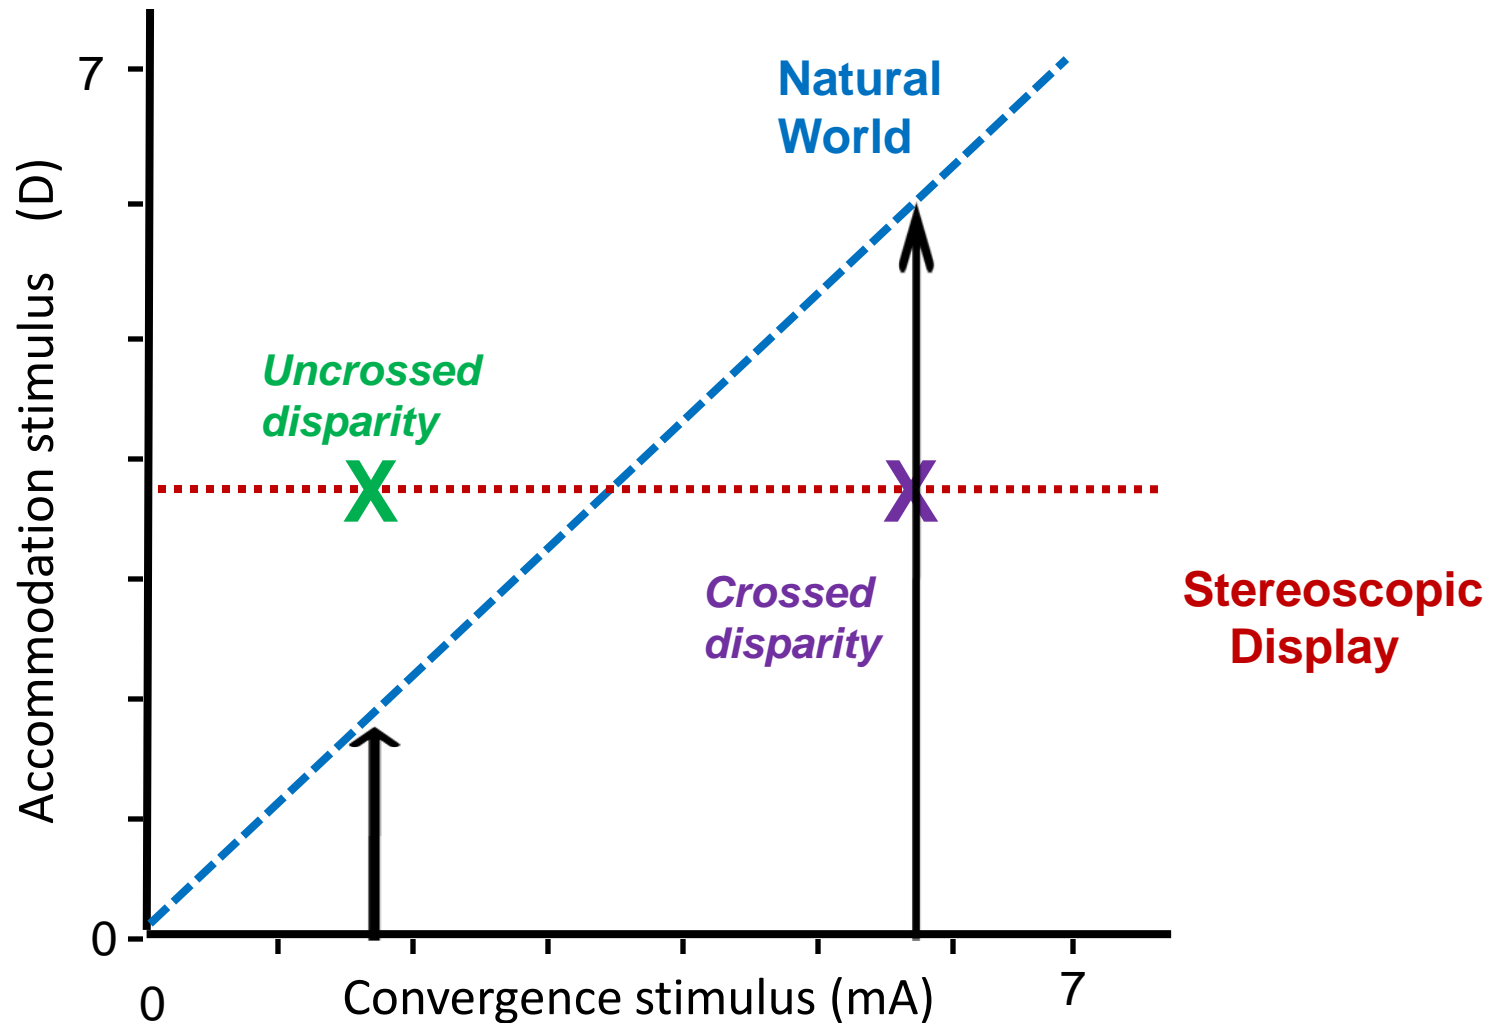 7
Natural
World
Accommodation stimulus (D)
Uncrossed
disparity
X
X
Crossed
disparity
Stereoscopic
Display
0
0
Convergence stimulus (mA)
7